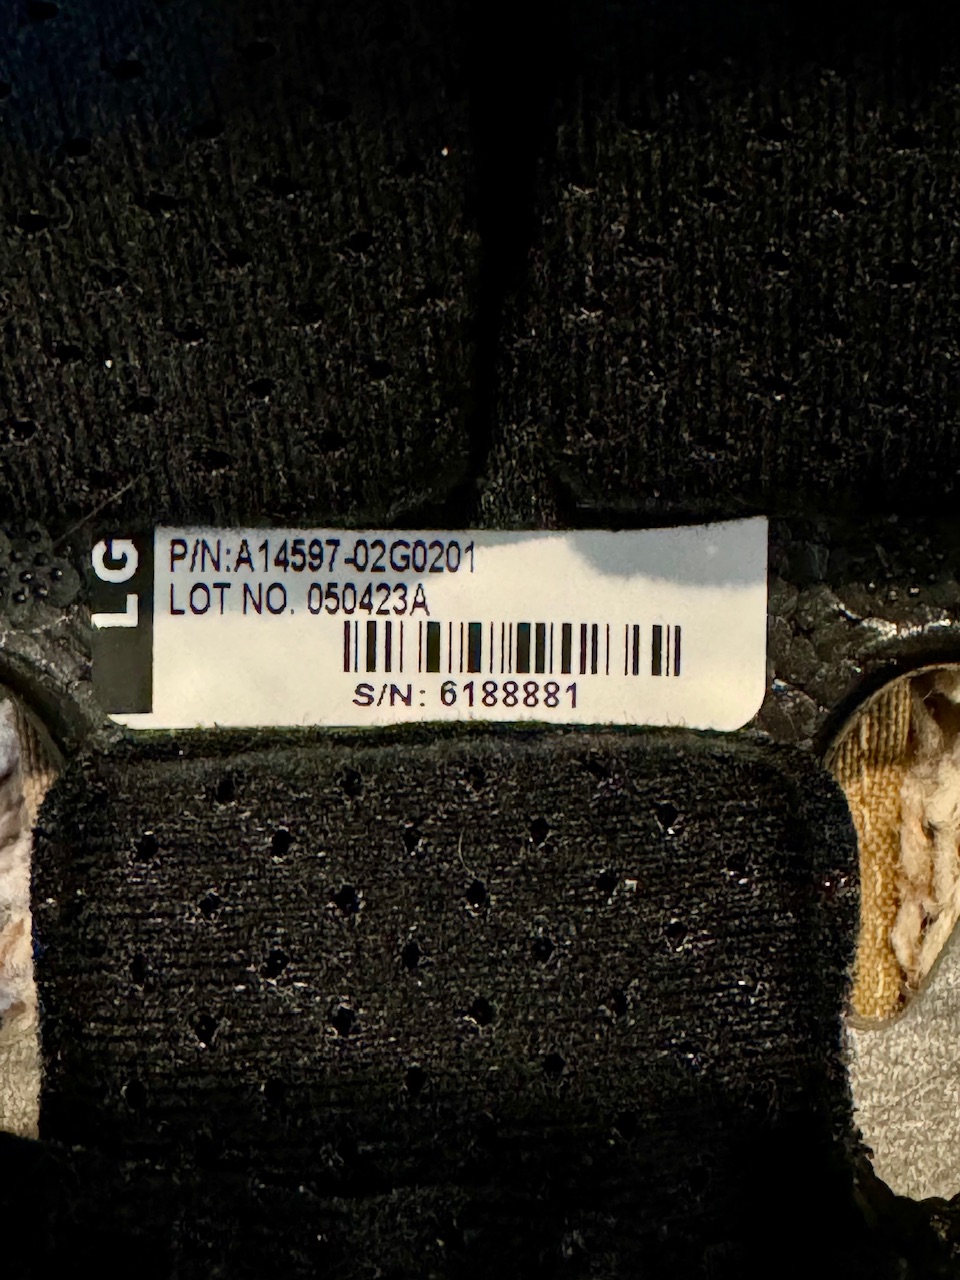 LG
P/N:A14597-02G0201
LOT NO. 050423A
S/N: 6188881